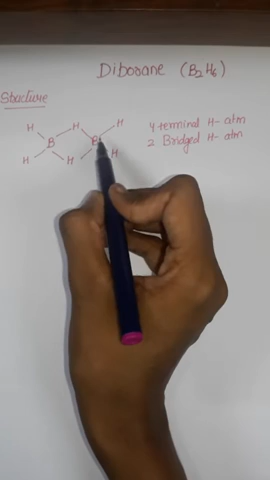 Diborane (B2H6)
Structure
H H H
B B
H H H
4 terminal H- atm
2 Bridged H- atm